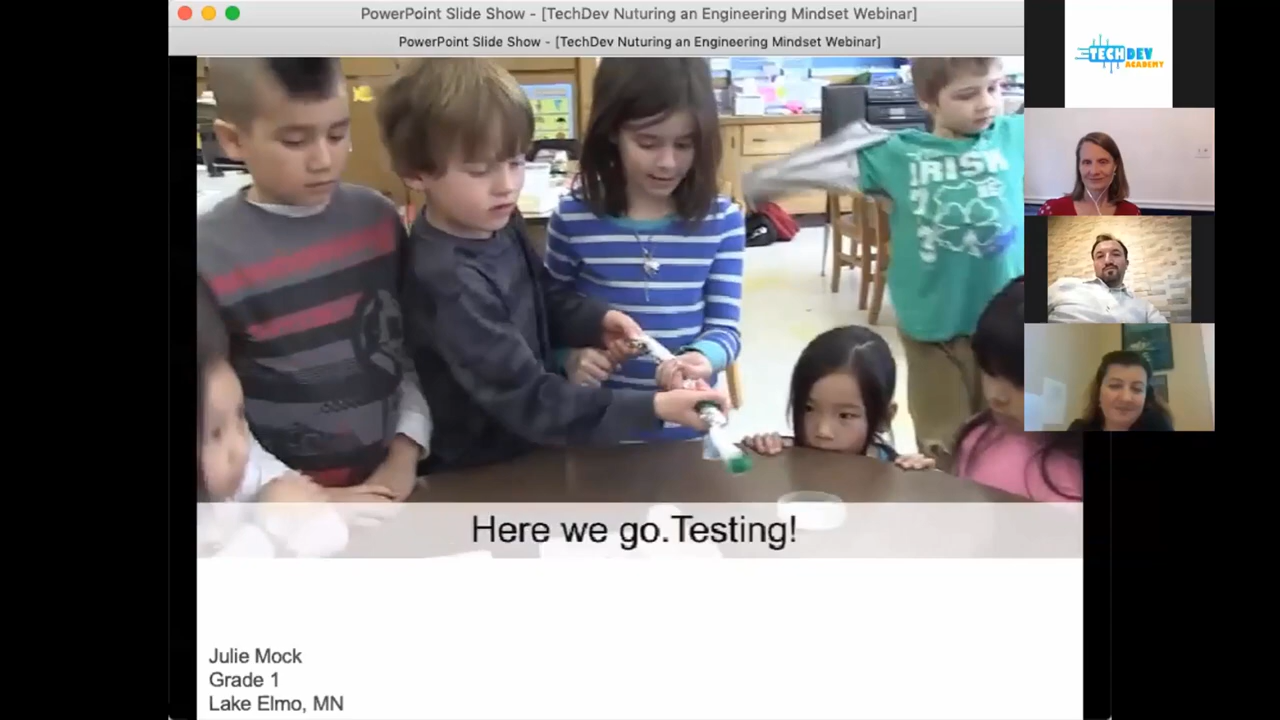 PowerPoint Slide Show - [TechDev Nuturing an Engineering Mindset Webinar]
PowerPoint Slide Show - [TechDev Nuturing an Engineering Mindset Webinar]
TECHDEV
ACADEMY
IRISH
Here we go.Testing!
Julie Mock
Grade 1
Lake Elmo, MN